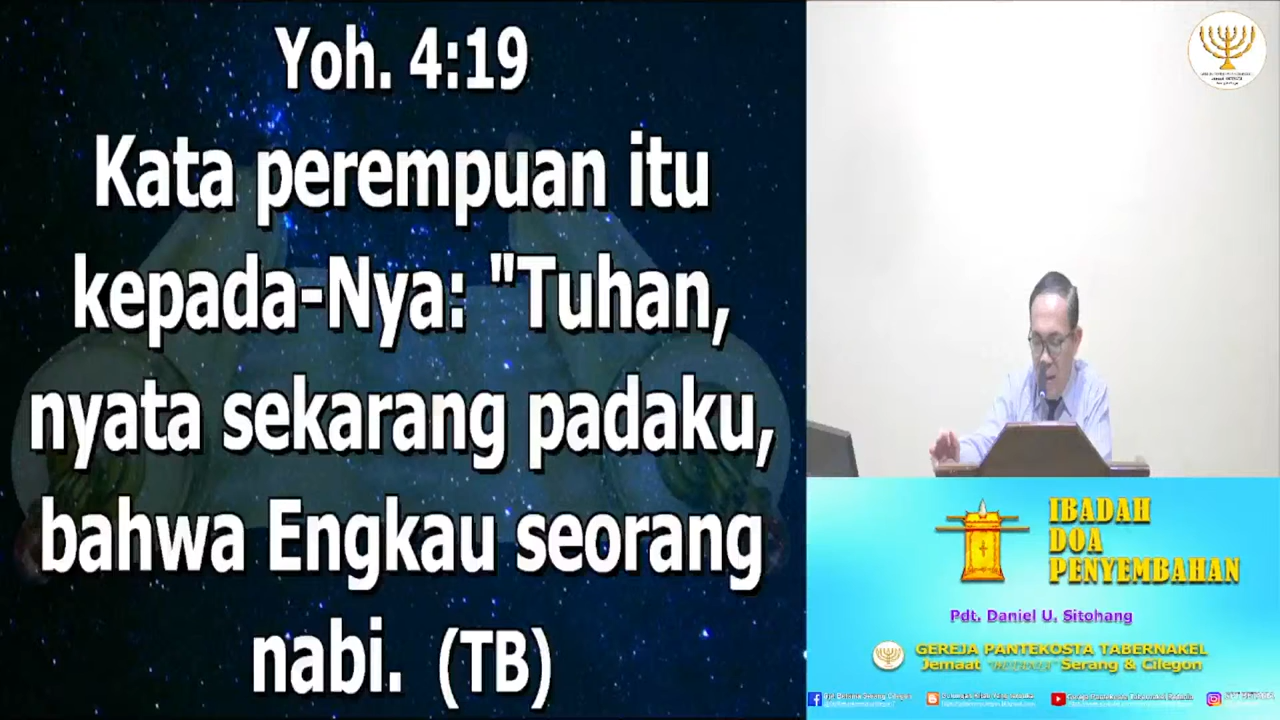 Yoh. 4:19
Kata perempuan itu
kepada-Nya: "Tuhan,
nyata sekarang padaku,
bahwa Engkau seorang
nabi. (TB)
IBADAH
DOA
PENYEMBAHAN
Pdt. Daniel U. Sitohang
GEREJA PANTEKOSTA TABERNAKEL
Jemaat Serang & Cilegon